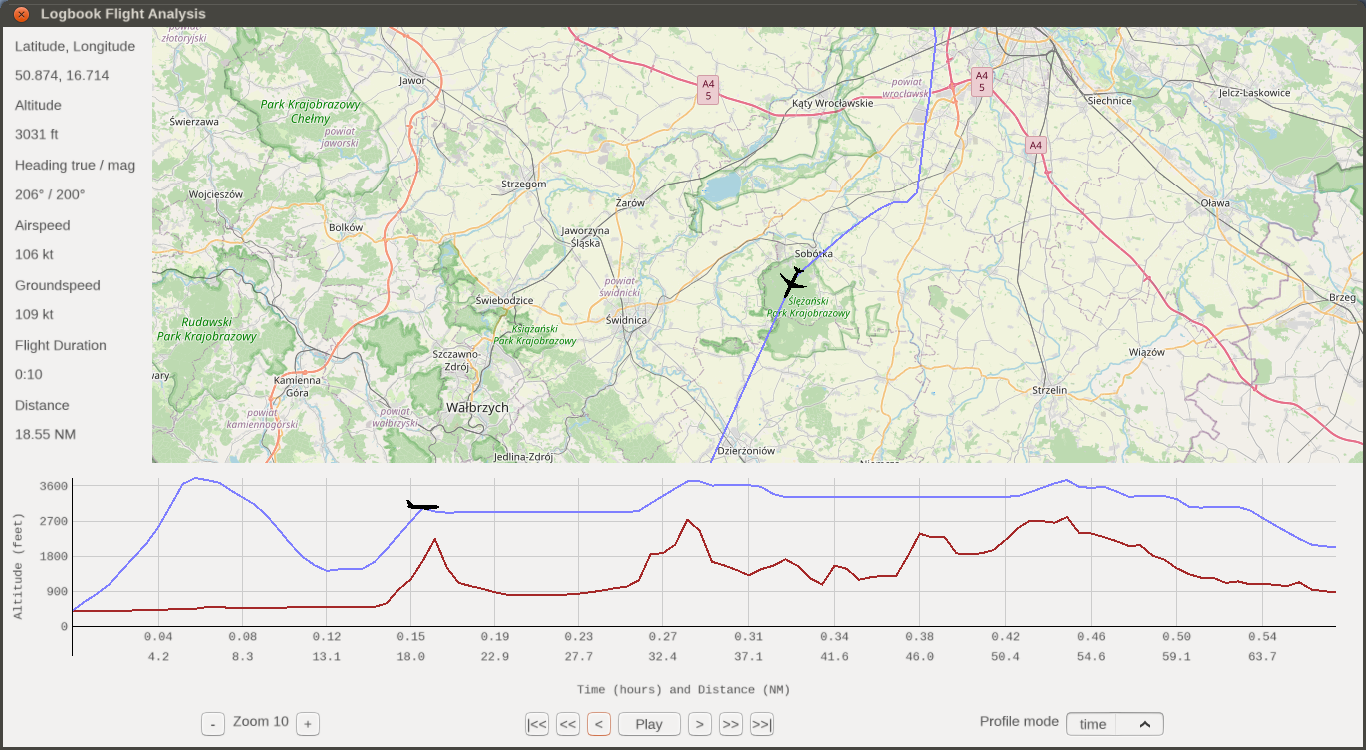 Logbook Flight Analysis
Latitude, Longitude
50.874, 16.714
Altitude
3031 ft
Heading true / mag
206° / 200°
Airspeed
106 kt
Groundspeed
109 kt
Flight Duration
0:10
Distance
18.55 NM
powiat
złotoryjski
Jawor
A4
5
Kąty Wrocławskie
powiat
wrocławski
A4
5
Siechnice
Jelcz-Laskowice
Park Krajobrazowy
Chełmy
Świerzawa
powiat
jaworski
A4
Wojcieszów
Strzegom
Żarów
Oława
Bolków
Jaworzyna
Śląska
Sobótka
powiat
świdnicki
Świebodzice
Ślężański
Park Krajobrazowy
Brzeg
Rudawski
Park Krajobrazowy
Książański
Park Krajobrazowy
Świdnica
Szczawno-
Zdrój
Wiązów
Kamienna
Góra
Strzelin
Wałbrzych
powiat
kamiennogórski
powiat
wałbrzyski
Jedlina-Zdrój
Dzierżoniów
3600
2700
1800
900
0
Altitude (feet)
0.04 0.08 0.12 0.15 0.19 0.23 0.27 0.31 0.34 0.38 0.42 0.46 0.50 0.54
4.2 8.3 13.1 18.0 22.9 27.7 32.4 37.1 41.6 46.0 50.4 54.6 59.1 63.7
Time (hours) and Distance (NM)
- Zoom 10 + |<< << < Play > >> >>| Profile mode time